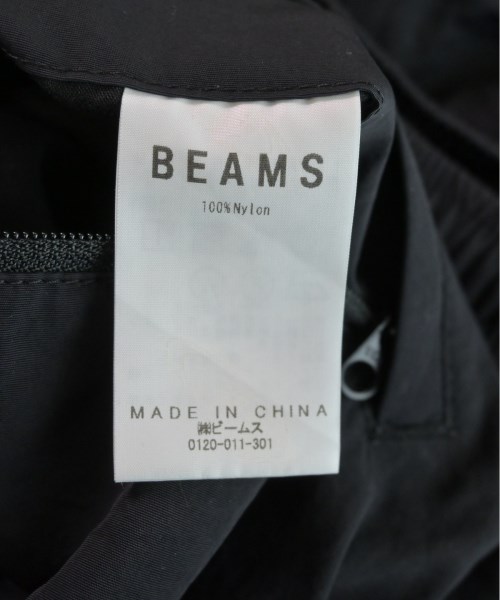 BEAMS
100%Nylon
MADE IN CHINA
㈱ビームス
0120-011-301